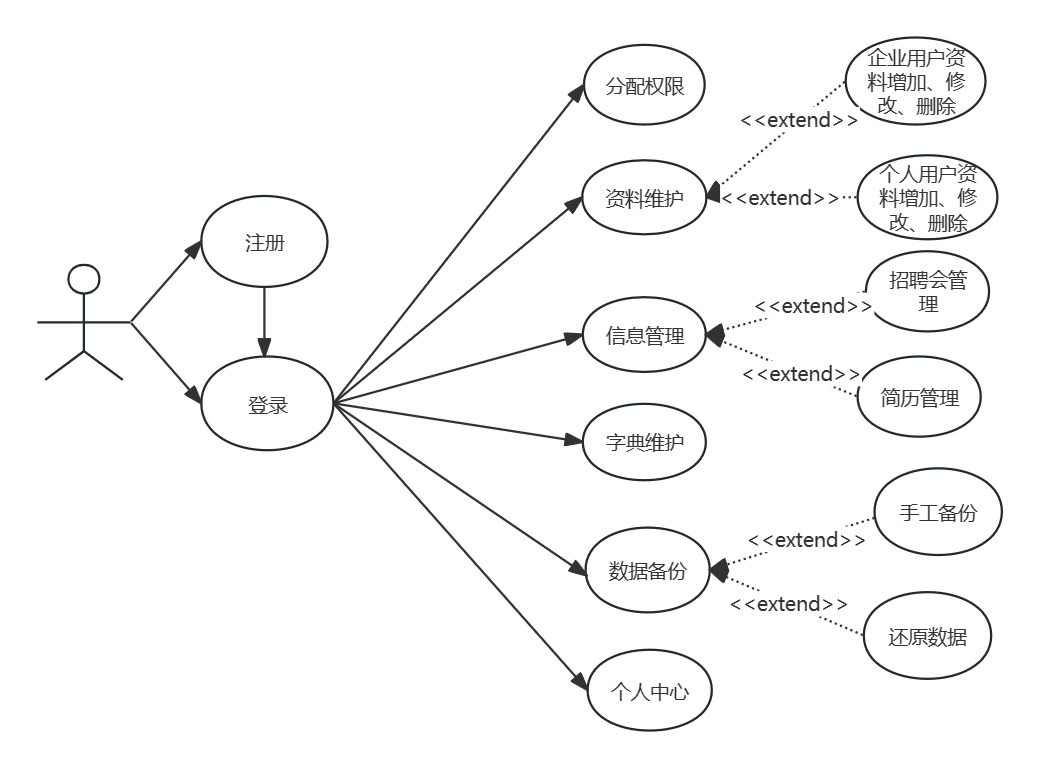 分配权限
企业用户资
料增加、修
改、删除
<<extend>>
资料维护
<<extend>>
个人用户资
料增加、修
改、删除
注册
招聘会管
理
<<extend>>
信息管理
<<extend>>
简历管理
登录
字典维护
手工备份
<<extend>>
数据备份
<<extend>>
还原数据
个人中心